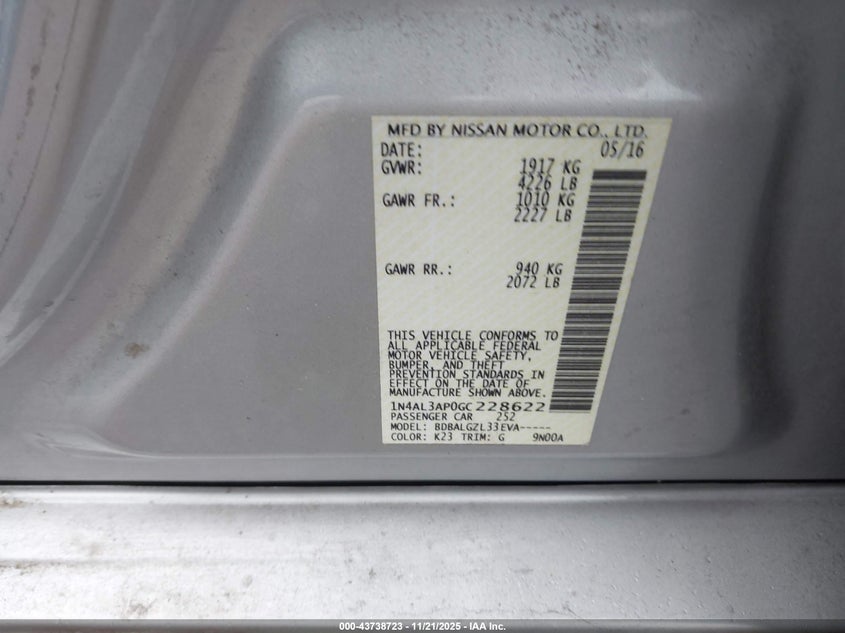 MFD BY NISSAN MOTOR CO., LTD.
DATE: 05/16
GVWR: 1917 KG
4226 LB
GAWR FR.: 1010 KG
2227 LB
GAWR RR.: 940 KG
2072 LB
THIS VEHICLE CONFORMS TO
ALL APPLICABLE FEDERAL
MOTOR VEHICLE SAFETY,
BUMPER, AND THEFT
PREVENTION STANDARDS IN
EFFECT ON THE DATE OF
MANUFACTURE SHOWN ABOVE.
1N4AL3AP0GC228622
PASSENGER CAR 252
MODEL: BDBALGZL33EVA-----
COLOR: K23 TRIM: G 9N00A
000-43738723 - 11/21/2025 - IAA Inc.